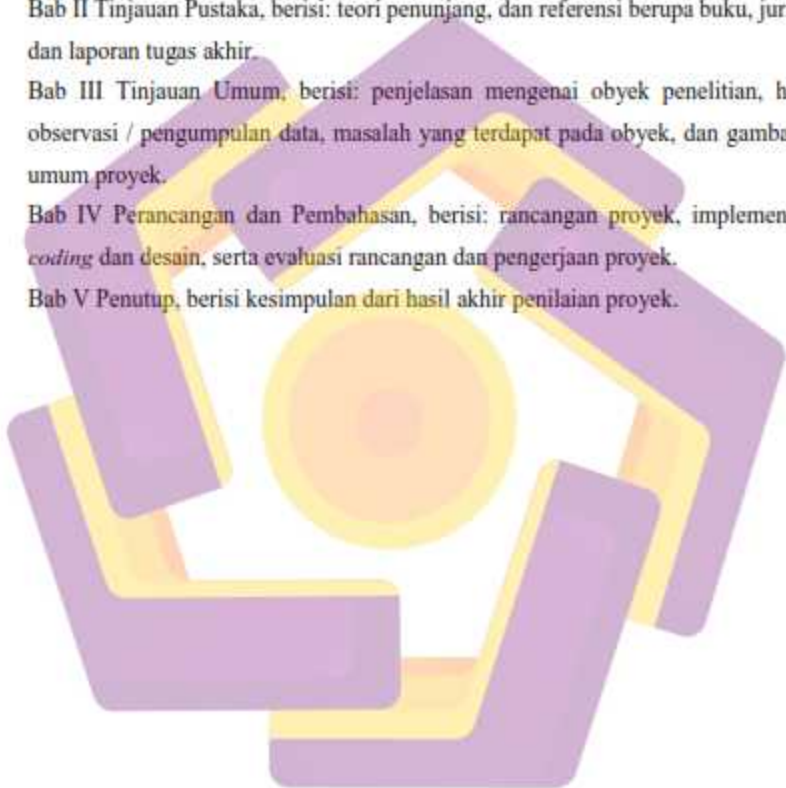 Bab II Tinjauan Pustaka, berisi: teori penunjang, dan referensi berupa buku, jur
dan laporan tugas akhir.
Bab III Tinjauan Umum, berisi: penjelasan mengenai obyek penelitian, h
observasi / pengumpulan data, masalah yang terdapat pada obyek, dan gamba
umum proyek.
Bab IV Perancangan dan Pembahasan, berisi: rancangan proyek, implemen
coding dan desain, serta evaluasi rancangan dan pengerjaan proyek.
Bab V Penutup, berisi kesimpulan dari hasil akhir penilaian proyek.